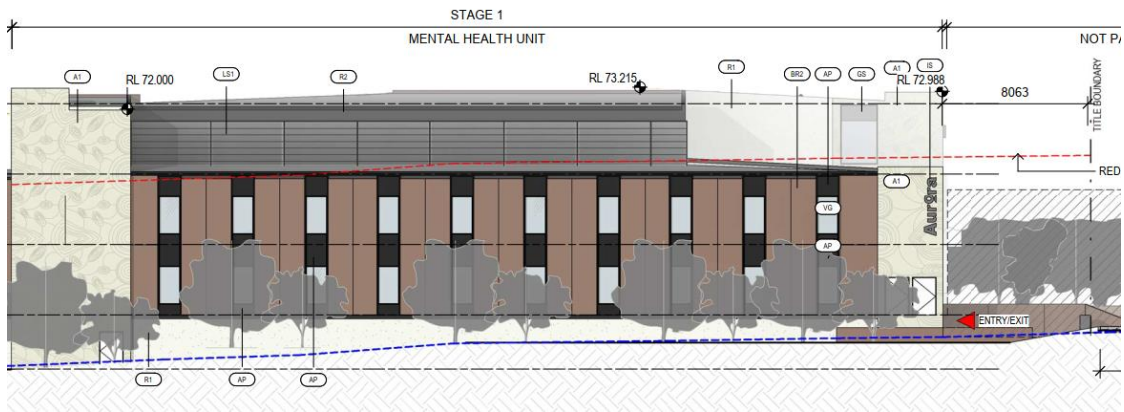 STAGE 1
MENTAL HEALTH UNIT
NOT PA
A1
RL 72.000
LS1
R2
RL 73.215
R1
BR2
AP
GS
A1
IS
RL 72.988
8063
TITLE BOUNDARY
RED
A1
VG
Aurora
AP
ENTRY/EXIT
R1
AP
AP